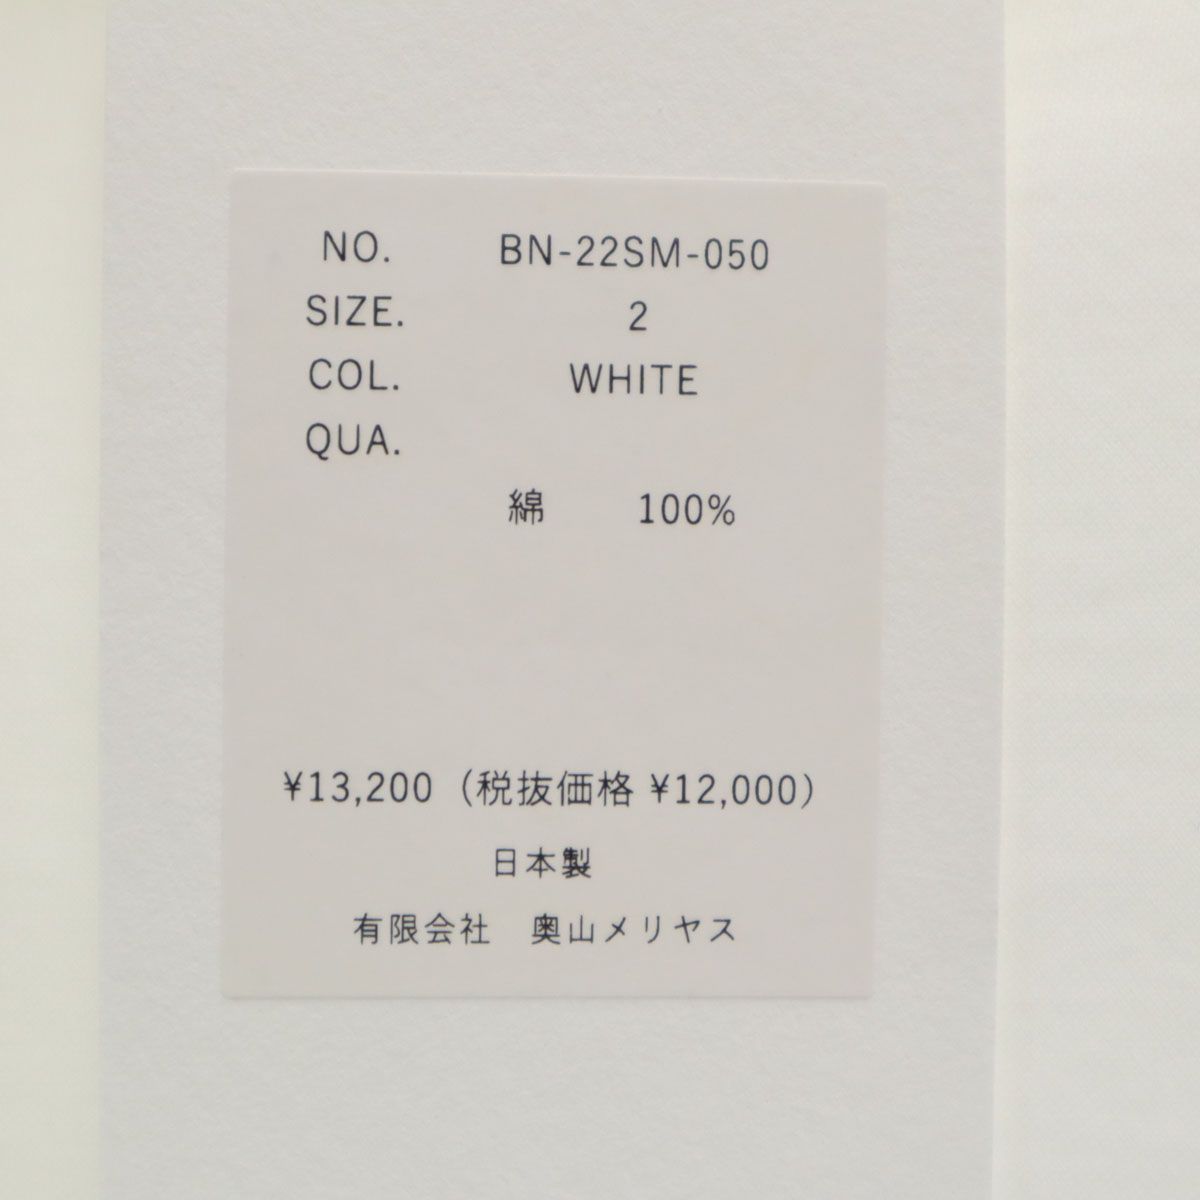 NO. BN-22SM-050
SIZE. 2
COL. WHITE
QUA.
綿 100%
¥13,200（税抜価格 ¥12,000）
日本製
有限会社 奥山メリヤス